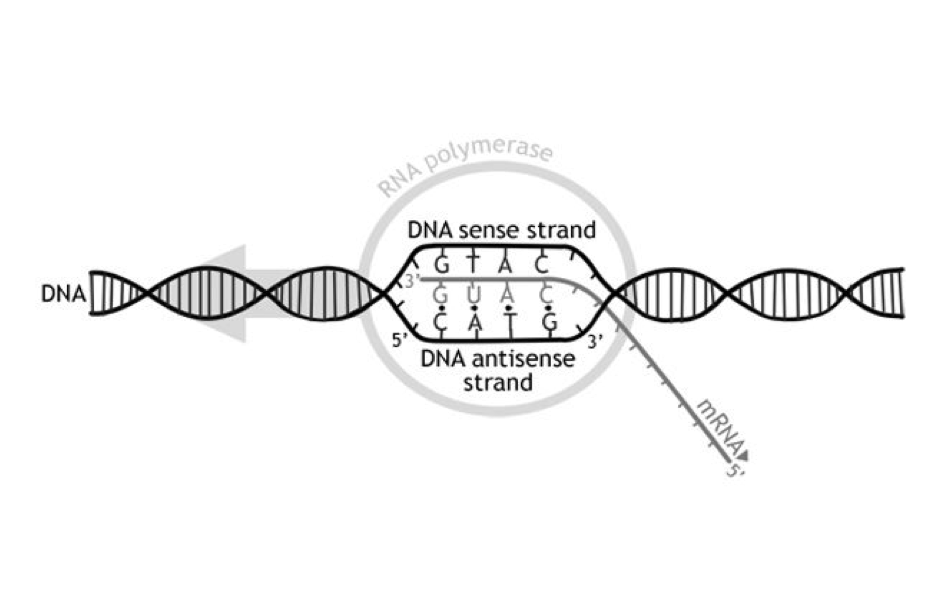 RNA polymerase
DNA sense strand
G T A C
DNA
3'
G U A C
C A T G
5'
3'
DNA antisense
strand
mRNA
5'